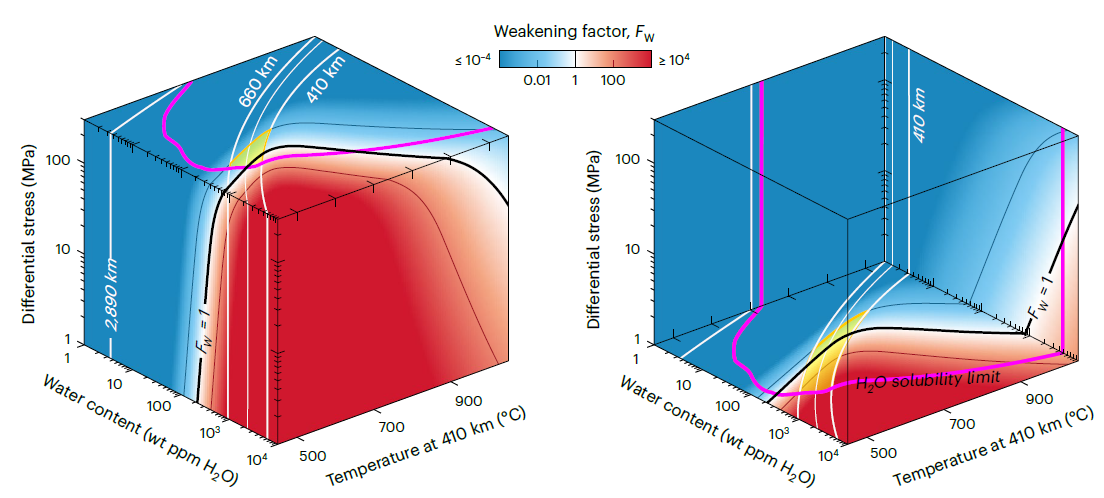 Weakening factor, FW
≤ 10–4
≥ 104
0.01
1
100
Differential stress (MPa)
100
10
1
1
10
100
103
104
Water content (wt ppm H2O)
500
700
900
Temperature at 410 km (°C)
660 km
410 km
2,890 km
FW = 1
Differential stress (MPa)
100
10
1
1
10
100
103
104
Water content (wt ppm H2O)
500
700
900
Temperature at 410 km (°C)
410 km
FW = 1
H2O solubility limit